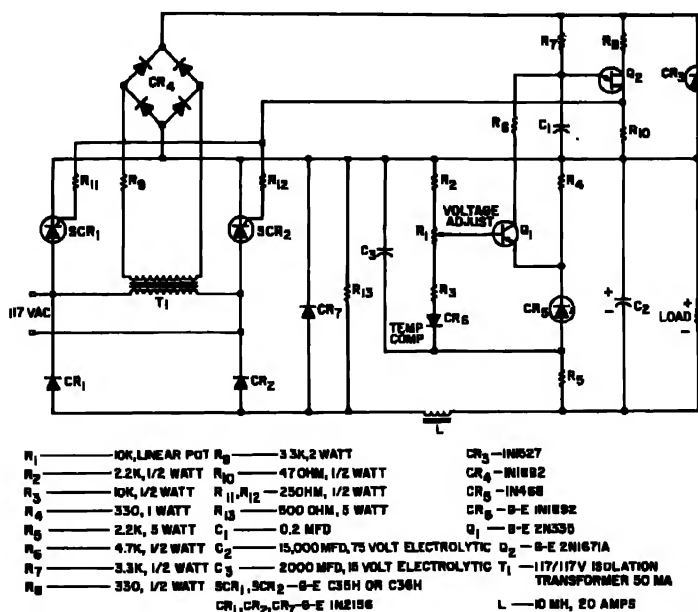 R7
R8
CR4
Q2
CR3
R6
C1
R10
R11
R9
R12
R2
R4
VOLTAGE
ADJUST
SCR1
SCR2
R1
Q1
C3
T1
R13
R3
117 VAC
CR7
CR5
+
C2
LOAD
+
TEMP
COMP
CR6
-
-
CR1
CR2
R5
L
R1 10K, LINEAR POT R9 3 3K, 2 WATT CR3-1N1527
R2 2.2K, 1/2 WATT R10 47 OHM, 1/2 WATT CR4-1N1692
R3 10K, 1/2 WATT R11, R12-250HM, 1/2 WATT CR5-1N468
R4 330, 1 WATT R13 500 OHM, 5 WATT CR6-G-E 1N1692
R5 2.2K, 5 WATT C1 0.2 MFD Q1-G-E 2N335
R6 4.7K, 1/2 WATT C2 15,000 MFD, 75 VOLT ELECTROLYTIC Q2-G-E 2N1671A
R7 3.3K, 1/2 WATT C3 2000 MFD, 15 VOLT ELECTROLYTIC T1-117/117V ISOLATION
R8 330, 1/2 WATT SCR1, SCR2-G-E C35H OR C36H TRANSFORMER 50 MA
CR1, CR2, CR7-G-E 1N2156 L-10 MH, 20 AMPS